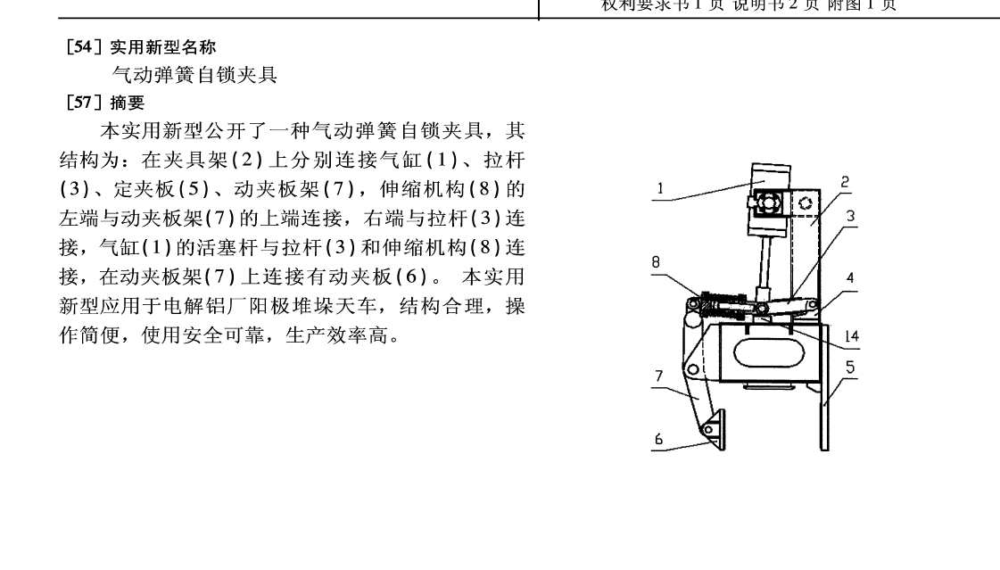 权利要求书 1 页 说明书 2 页 附图 1 页
[54] 实用新型名称
气动弹簧自锁夹具
[57] 摘要
本实用新型公开了一种气动弹簧自锁夹具，其
结构为：在夹具架(2)上分别连接气缸(1)、拉杆
(3)、定夹板(5)、动夹板架(7)，伸缩机构(8)的
左端与动夹板架(7)的上端连接，右端与拉杆(3)连
接，气缸(1)的活塞杆与拉杆(3)和伸缩机构(8)连
接，在动夹板架(7)上连接有动夹板(6)。 本实用
新型应用于电解铝厂阳极堆垛天车，结构合理，操
作简便，使用安全可靠，生产效率高。
1
2
3
8
4
14
5
7
6